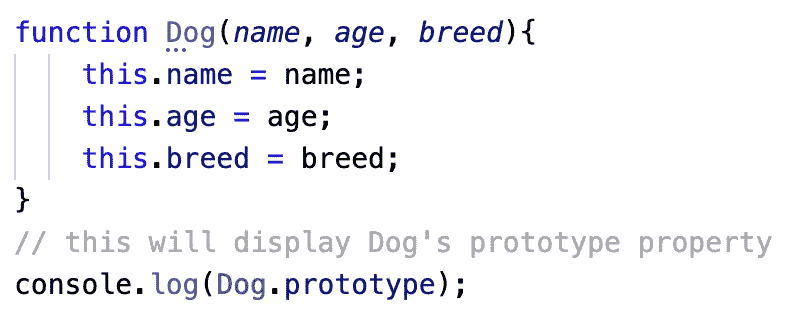 function Dog(name, age, breed){
    this.name = name;
    this.age = age;
    this.breed = breed;
}
// this will display Dog's prototype property
console.log(Dog.prototype);